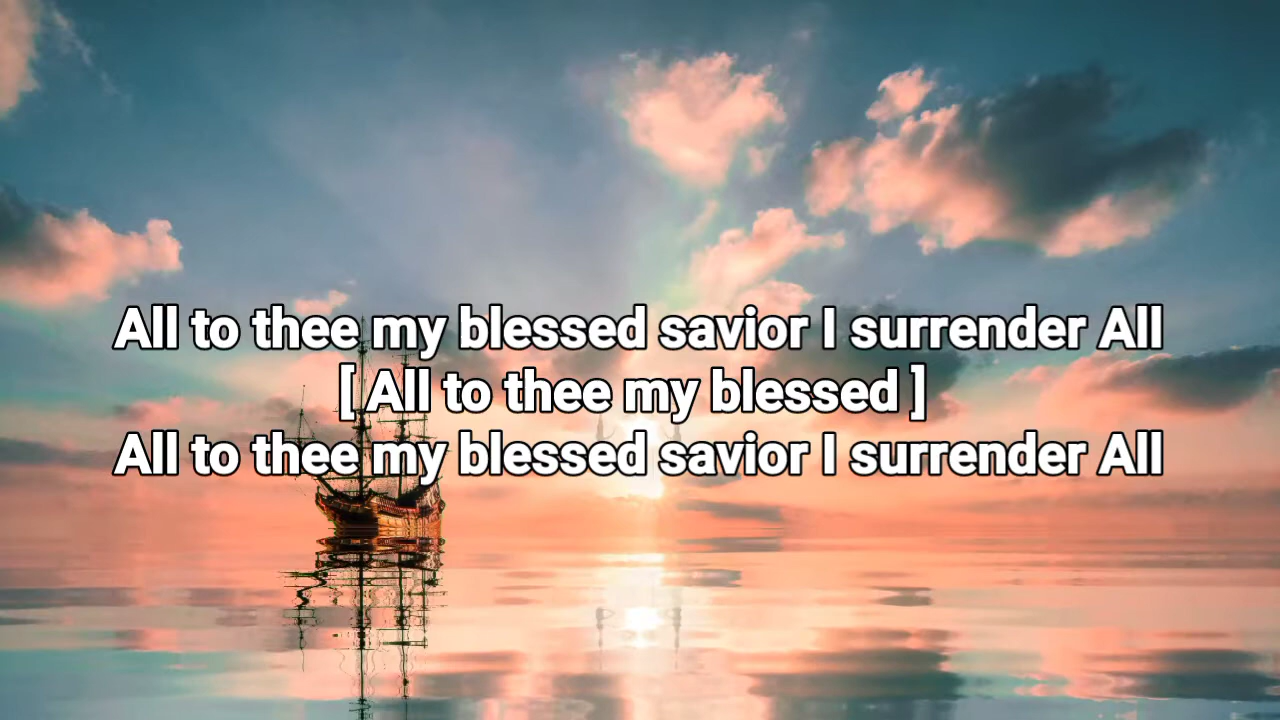 All to thee my blessed savior I surrender All
[ All to thee my blessed ]
All to thee my blessed savior I surrender All